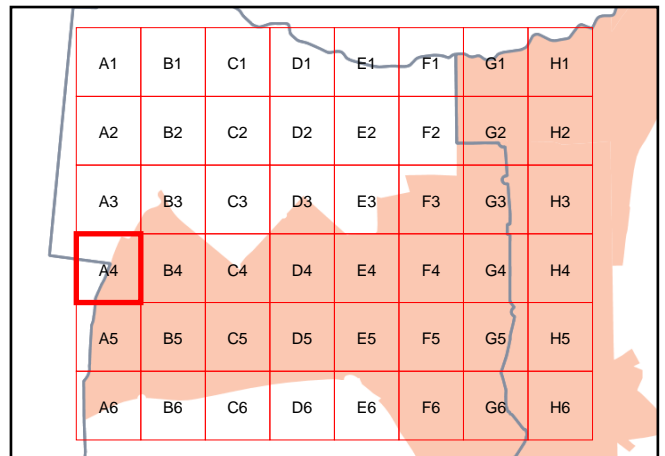 A1 B1 C1 D1 E1 F1 G1 H1
A2 B2 C2 D2 E2 F2 G2 H2
A3 B3 C3 D3 E3 F3 G3 H3
A4 B4 C4 D4 E4 F4 G4 H4
A5 B5 C5 D5 E5 F5 G5 H5
A6 B6 C6 D6 E6 F6 G6 H6